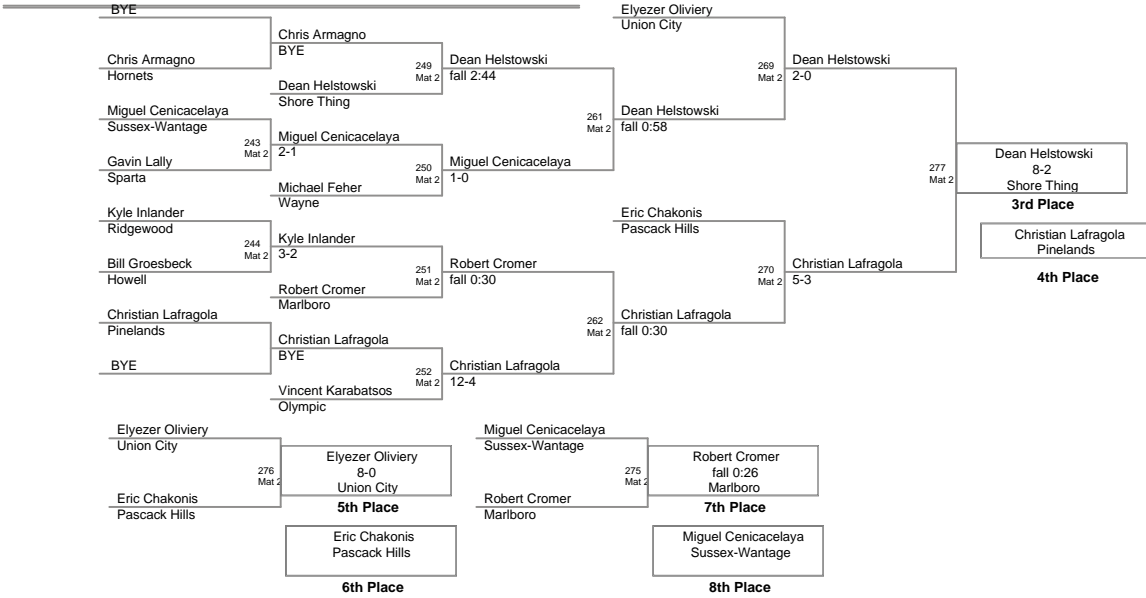 BYE
Elyezer Oliviery
Union City
Chris Armagno
BYE
Chris Armagno
Hornets
249
Mat 2
Dean Helstowski
fall 2:44
269
Mat 2
Dean Helstowski
2-0
Dean Helstowski
Shore Thing
Miguel Cenicacelaya
Sussex-Wantage
261
Mat 2
Dean Helstowski
fall 0:58
243
Mat 2
Miguel Cenicacelaya
2-1
Gavin Lally
Sparta
250
Mat 2
Miguel Cenicacelaya
1-0
277
Mat 2
Dean Helstowski
8-2
Shore Thing
3rd Place
Michael Feher
Wayne
Kyle Inlander
Ridgewood
Eric Chakonis
Pascack Hills
Christian Lafragola
Pinelands
4th Place
244
Mat 2
Kyle Inlander
3-2
Bill Groesbeck
Howell
251
Mat 2
Robert Cromer
fall 0:30
270
Mat 2
Christian Lafragola
5-3
Robert Cromer
Marlboro
Christian Lafragola
Pinelands
262
Mat 2
Christian Lafragola
fall 0:30
Christian Lafragola
BYE
BYE
252
Mat 2
Christian Lafragola
12-4
Vincent Karabatsos
Olympic
Elyezer Oliviery
Union City
276
Mat 2
Elyezer Oliviery
8-0
Union City
5th Place
Eric Chakonis
Pascack Hills
Eric Chakonis
Pascack Hills
6th Place
Miguel Cenicacelaya
Sussex-Wantage
275
Mat 2
Robert Cromer
fall 0:26
Marlboro
7th Place
Robert Cromer
Marlboro
Miguel Cenicacelaya
Sussex-Wantage
8th Place